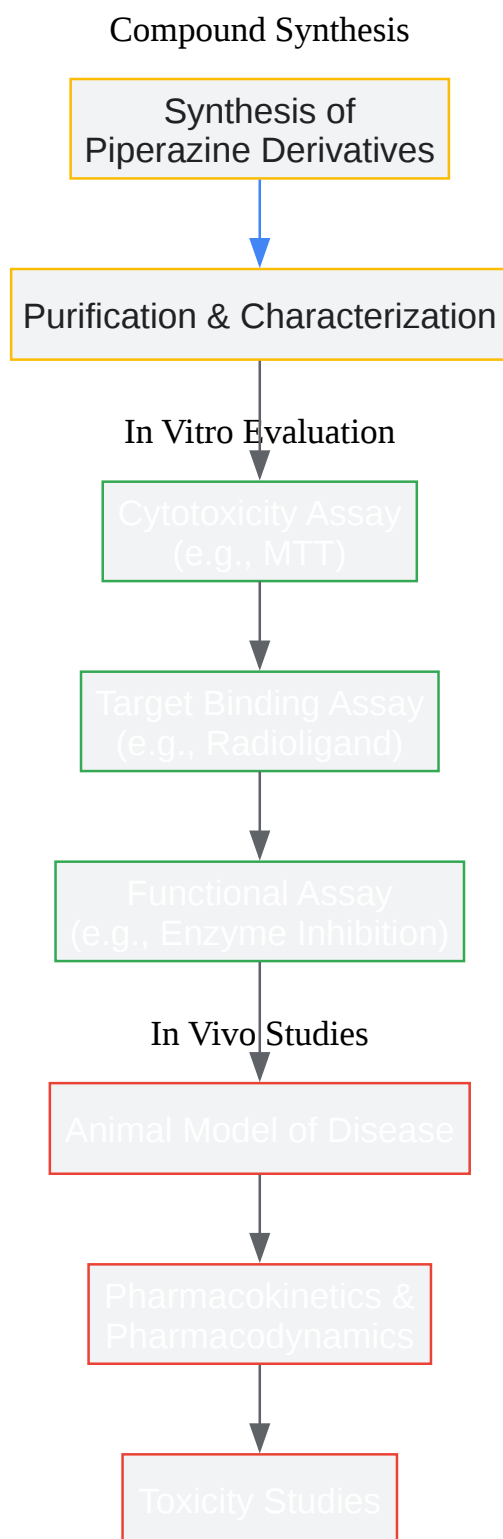 Compound Synthesis
Synthesis of
Piperazine Derivatives
Purification & Characterization
In Vitro Evaluation
Cytotoxicity Assay
(e.g., MTT)
Target Binding Assay
(e.g., Radioligand)
Functional Assay
(e.g., Enzyme Inhibition)
In Vivo Studies
Animal Model of Disease
Pharmacokinetics &
Pharmacodynamics
Toxicity Studies